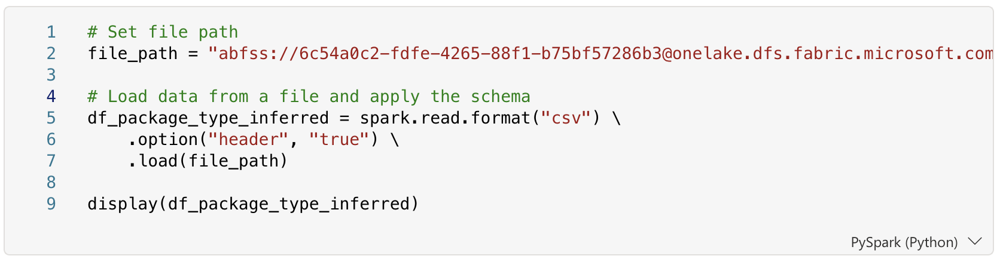 1 # Set file path
2 file_path = "abfss://6c54a0c2-fdfe-4265-88f1-b75bf57286b3@onelake.dfs.fabric.microsoft.com
3
4 # Load data from a file and apply the schema
5 df_package_type_inferred = spark.read.format("csv") \
6     .option("header", "true") \
7     .load(file_path)
8
9 display(df_package_type_inferred)
PySpark (Python)